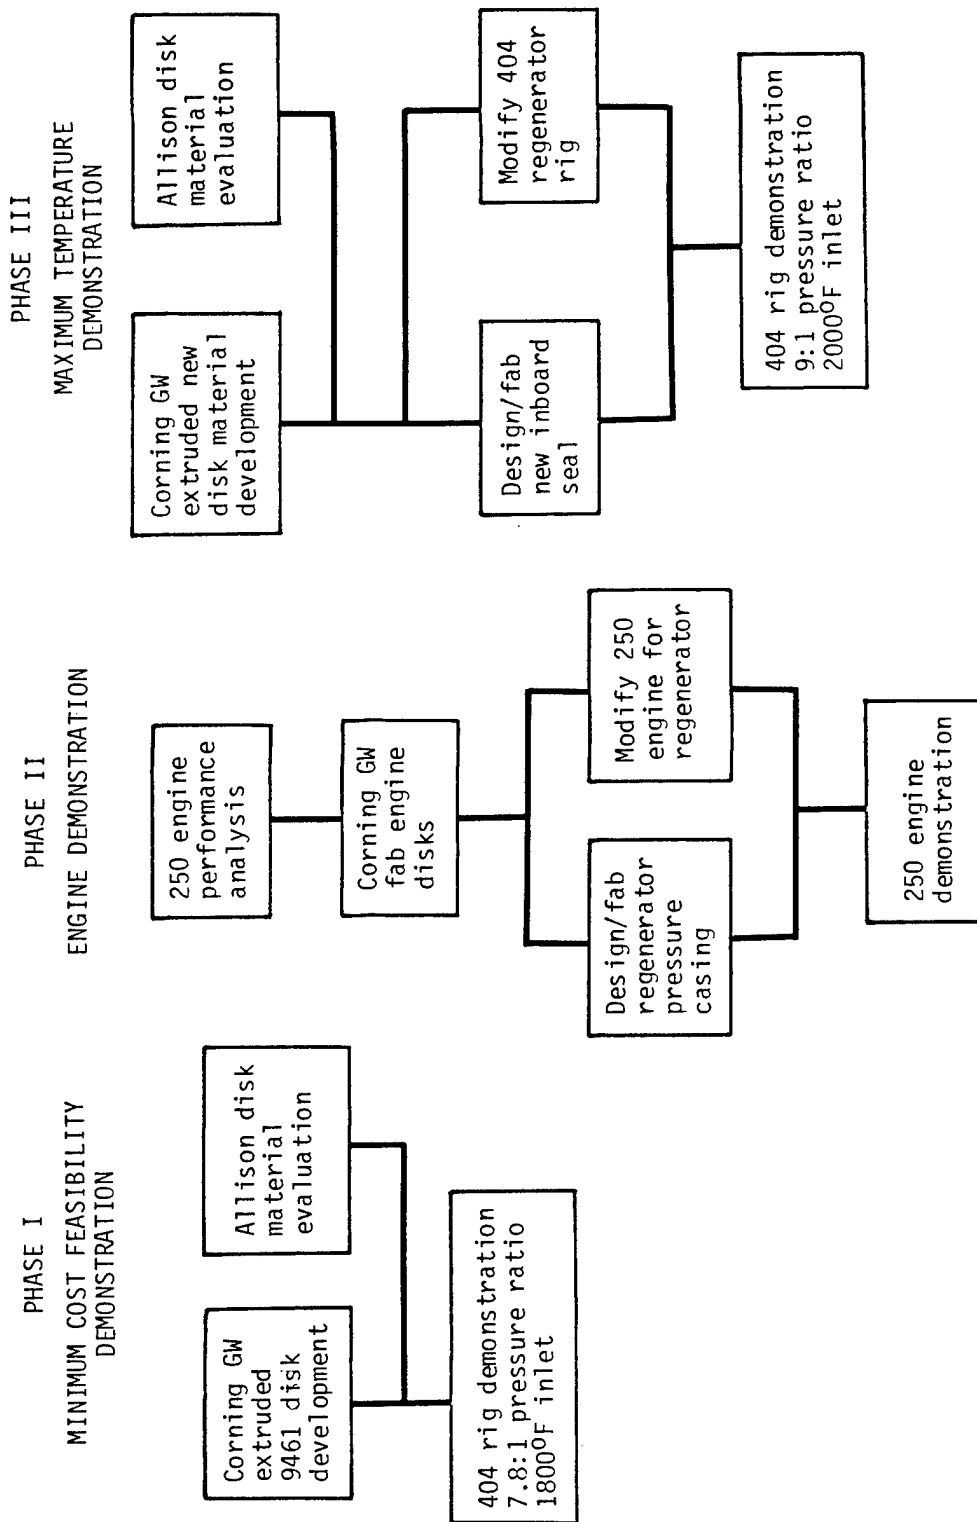 PHASE I
MINIMUM COST FEASIBILITY
DEMONSTRATION
Corning GW
extruded
9461 disk
development
Allison disk
material
evaluation
404 rig demonstration
7.8:1 pressure ratio
1800°F inlet
PHASE II
ENGINE DEMONSTRATION
250 engine
performance
analysis
Corning GW
fab engine
disks
Design/fab
regenerator
pressure
casing
Modify 250
engine for
regenerator
250 engine
demonstration
PHASE III
MAXIMUM TEMPERATURE
DEMONSTRATION
Corning GW
extruded new
disk material
development
Allison disk
material
evaluation
Design/fab
new inboard
seal
Modify 404
regenerator
rig
404 rig demonstration
9:1 pressure ratio
2000°F inlet